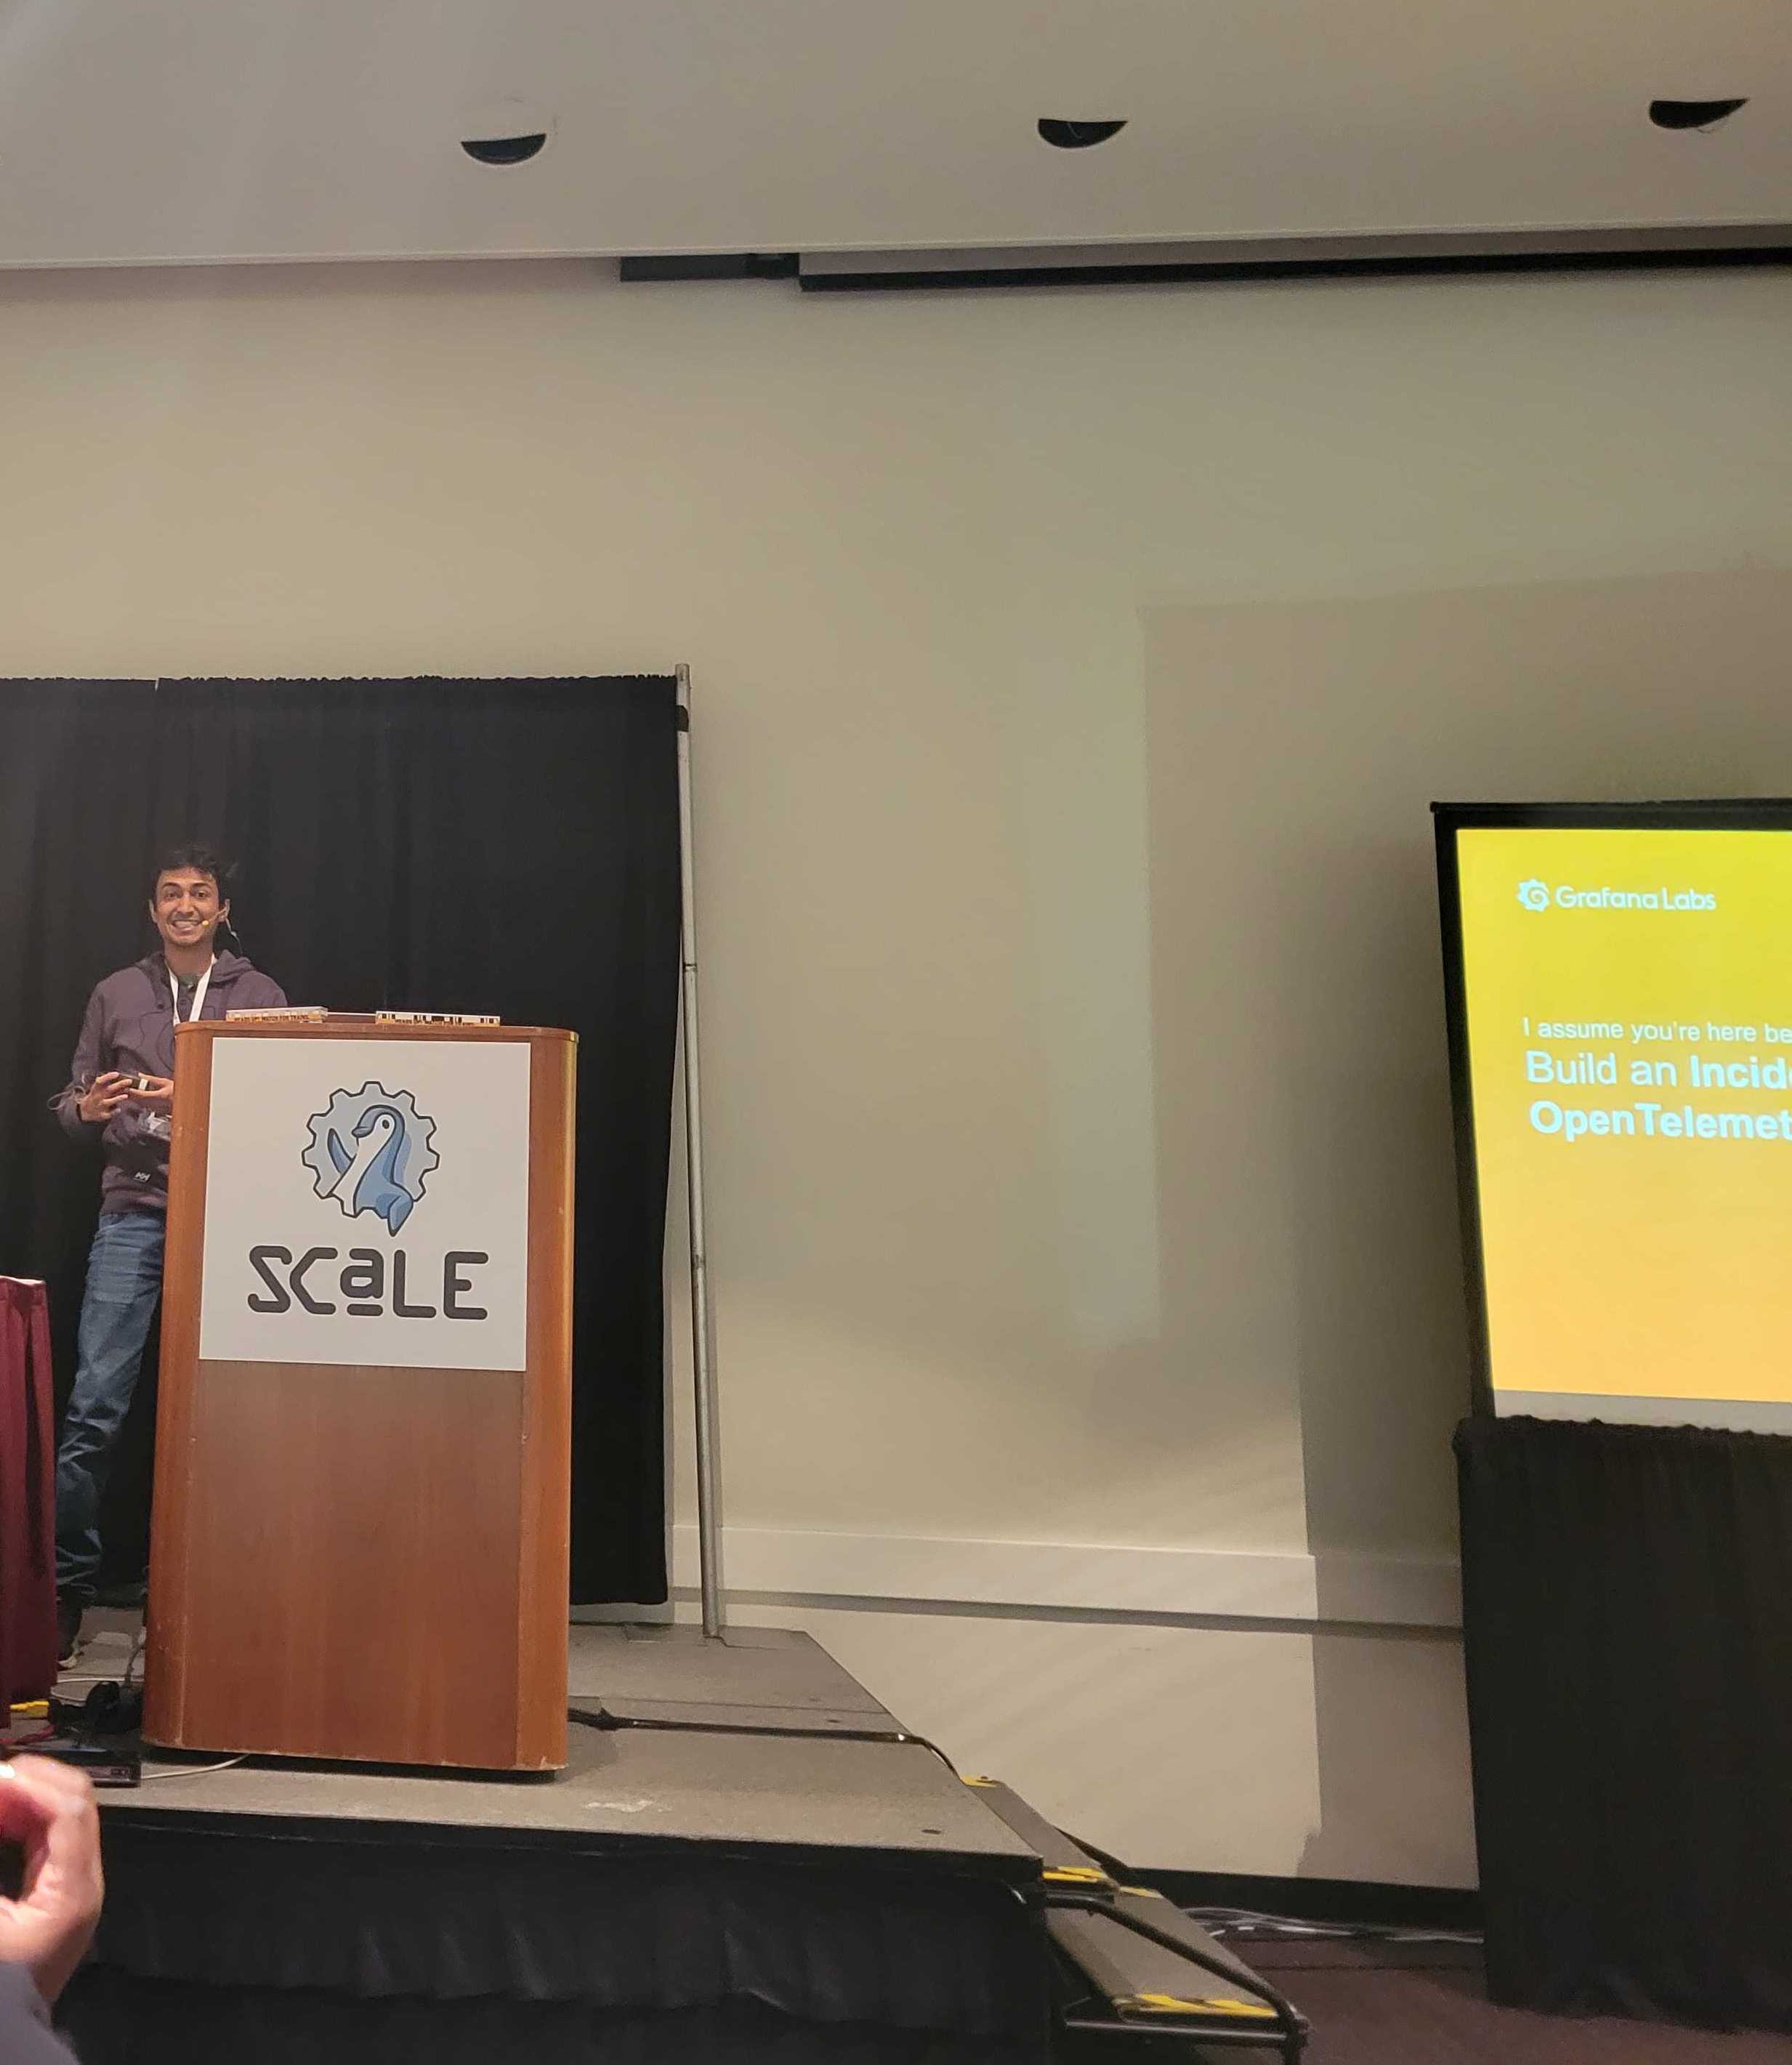 SCaLE
Grafana Labs
I assume you're here be
Build an Incid
OpenTelemet